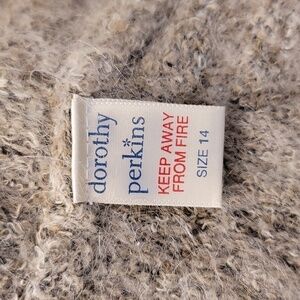 dorothy
perkins
KEEP AWAY
FROM FIRE
SIZE 14